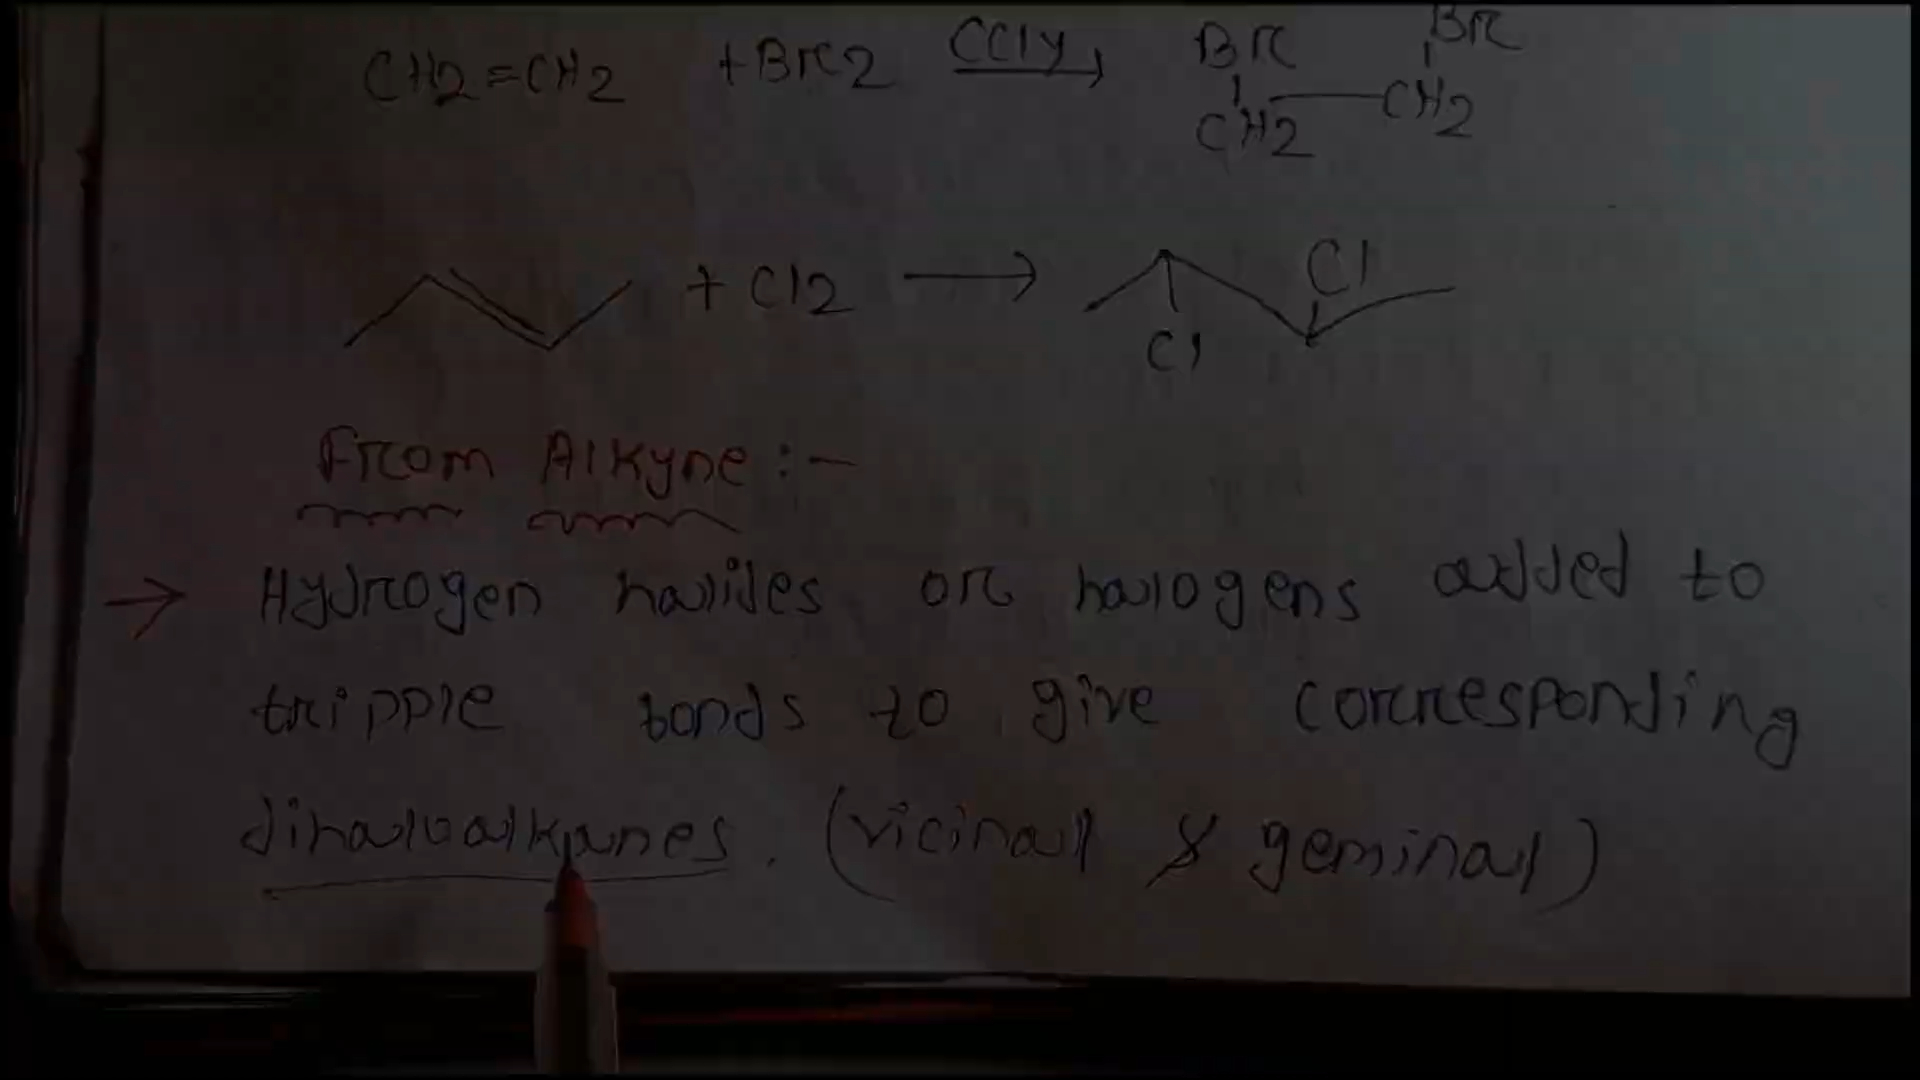 CH2=CH2 +Br2 CCl4 Br Br
CH2—CH2
+ Cl2 → Cl
Cl
From Alkyne :-
→ Hydrogen halides or halogens added to
tripple bonds to give corresponding
dihaloalkanes. (vicinal & geminal)